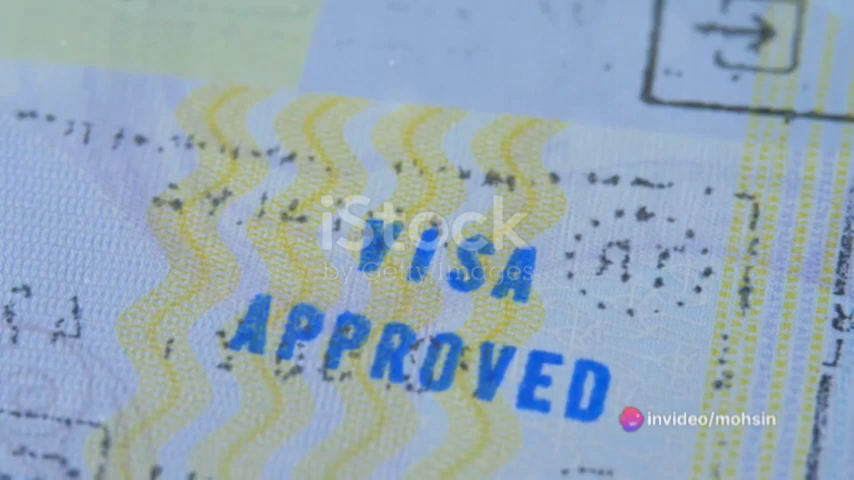 iStock
by Getty Images
VISA
APPROVED
invideo/mohsin